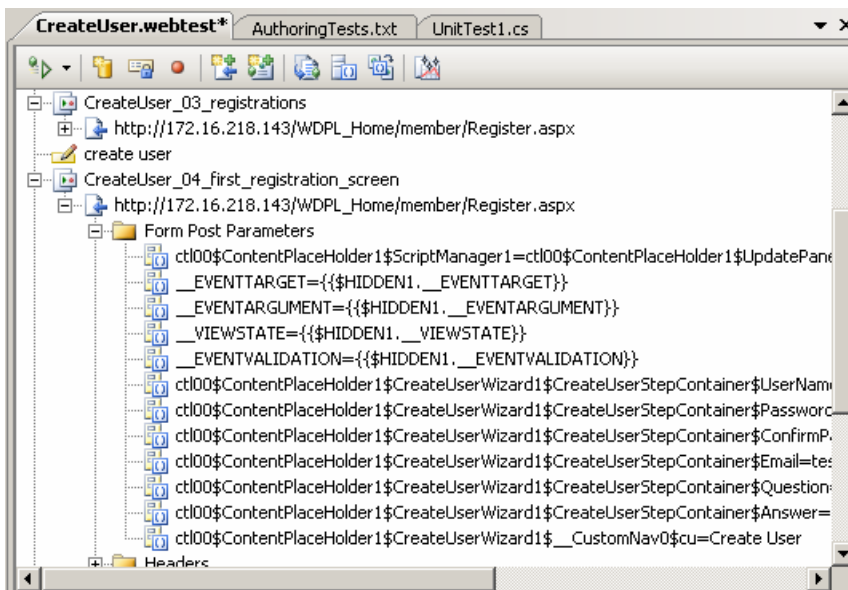 CreateUser.webtest* AuthoringTests.txt UnitTest1.cs
CreateUser_03_registrations
http://172.16.218.143/WDPL_Home/member/Register.aspx
create user
CreateUser_04_first_registration_screen
http://172.16.218.143/WDPL_Home/member/Register.aspx
Form Post Parameters
ctl00$ContentPlaceHolder1$ScriptManager1=ctl00$ContentPlaceHolder1$UpdatePane
__EVENTTARGET={{$HIDDEN1.__EVENTTARGET}}
__EVENTARGUMENT={{$HIDDEN1.__EVENTARGUMENT}}
__VIEWSTATE={{$HIDDEN1.__VIEWSTATE}}
__EVENTVALIDATION={{$HIDDEN1.__EVENTVALIDATION}}
ctl00$ContentPlaceHolder1$CreateUserWizard1$CreateUserStepContainer$UserName
ctl00$ContentPlaceHolder1$CreateUserWizard1$CreateUserStepContainer$Password
ctl00$ContentPlaceHolder1$CreateUserWizard1$CreateUserStepContainer$ConfirmPa
ctl00$ContentPlaceHolder1$CreateUserWizard1$CreateUserStepContainer$Email=tes
ctl00$ContentPlaceHolder1$CreateUserWizard1$CreateUserStepContainer$Question=
ctl00$ContentPlaceHolder1$CreateUserWizard1$CreateUserStepContainer$Answer=
ctl00$ContentPlaceHolder1$CreateUserWizard1$__CustomNav0$cu=Create User
Headers